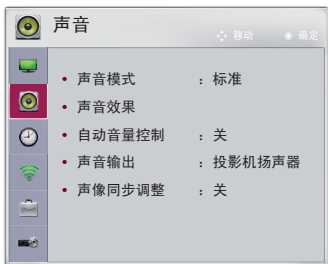 声音
移动 确定
• 声音模式 : 标准
• 声音效果
• 自动音量控制 : 关
• 声音输出 : 投影机扬声器
• 声像同步调整 : 关